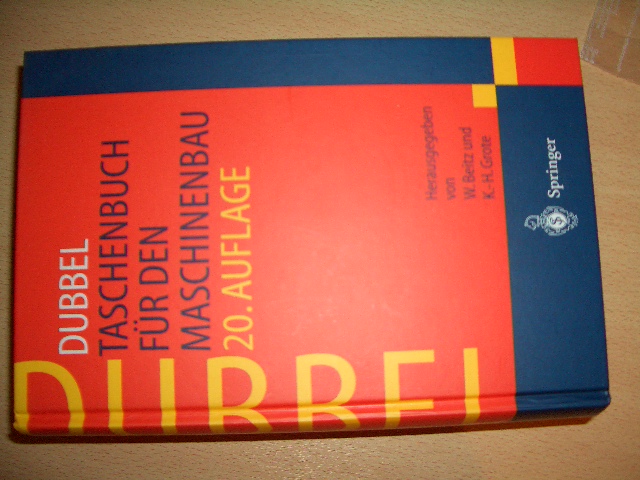 DUBBEL
TASCHENBUCH
FÜR DEN
MASCHINENBAU
20. AUFLAGE
Herausgegeben
von
W. Beitz und
K.-H. Grote
Springer
DUBBEL